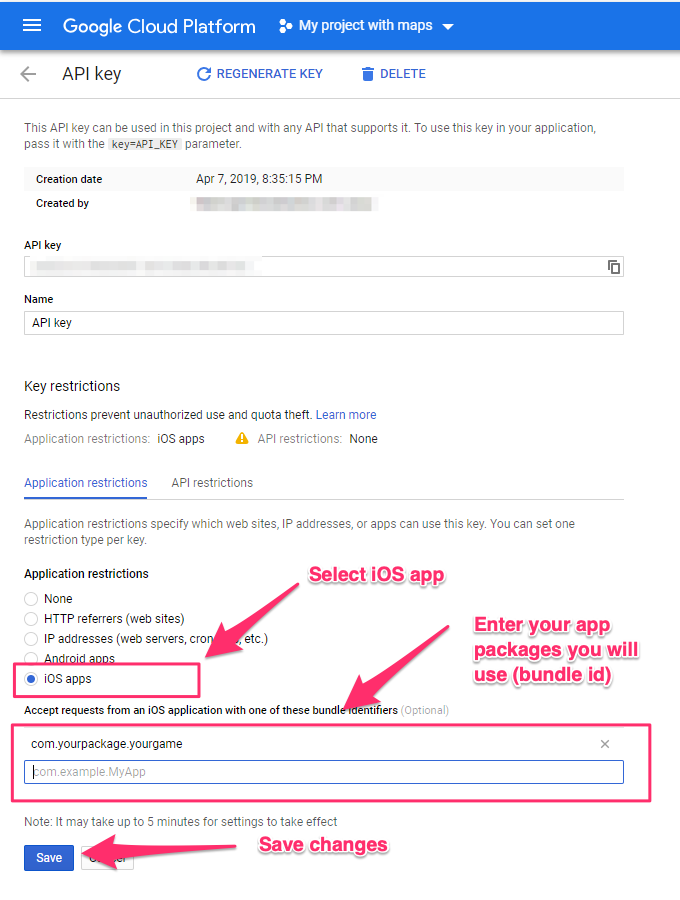 Google Cloud Platform My project with maps
API key REGENERATE KEY DELETE
This API key can be used in this project and with any API that supports it. To use this key in your application,
pass it with the key=API_KEY parameter.
Creation date Apr 7, 2019, 8:35:15 PM
Created by
API key
Name
API key
Key restrictions
Restrictions prevent unauthorized use and quota theft. Learn more
Application restrictions: iOS apps API restrictions: None
Application restrictions API restrictions
Application restrictions specify which web sites, IP addresses, or apps can use this key. You can set one
restriction type per key.
Application restrictions
Select iOS app
None
HTTP referrers (web sites)
IP addresses (web servers, cron etc.)
Android apps
iOS apps
Enter your app
packages you will
use (bundle id)
Accept requests from an iOS application with one of these bundle identifiers (Optional)
com.yourpackage.yourgame
com.example.MyApp
Note: It may take up to 5 minutes for settings to take effect
Save changes
Save